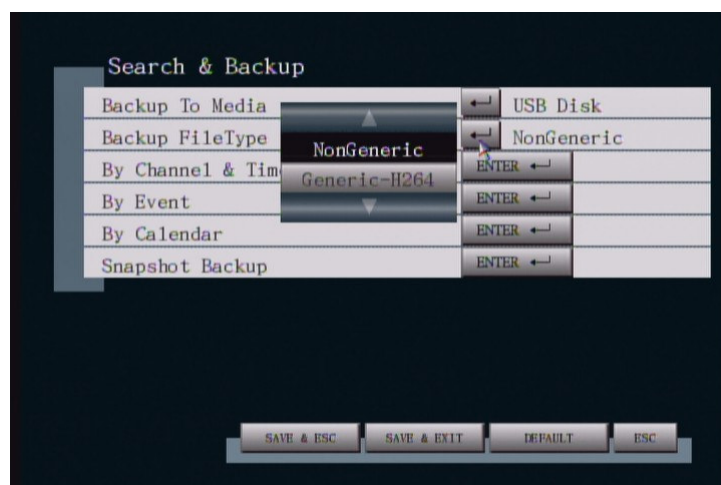 Search & Backup
Backup To Media USB Disk
Backup FileType NonGeneric
NonGeneric
By Channel & Tim ENTER
Generic-H264
By Event ENTER
By Calendar ENTER
Snapshot Backup ENTER
SAVE & ESC SAVE & EXIT DEFAULT ESC